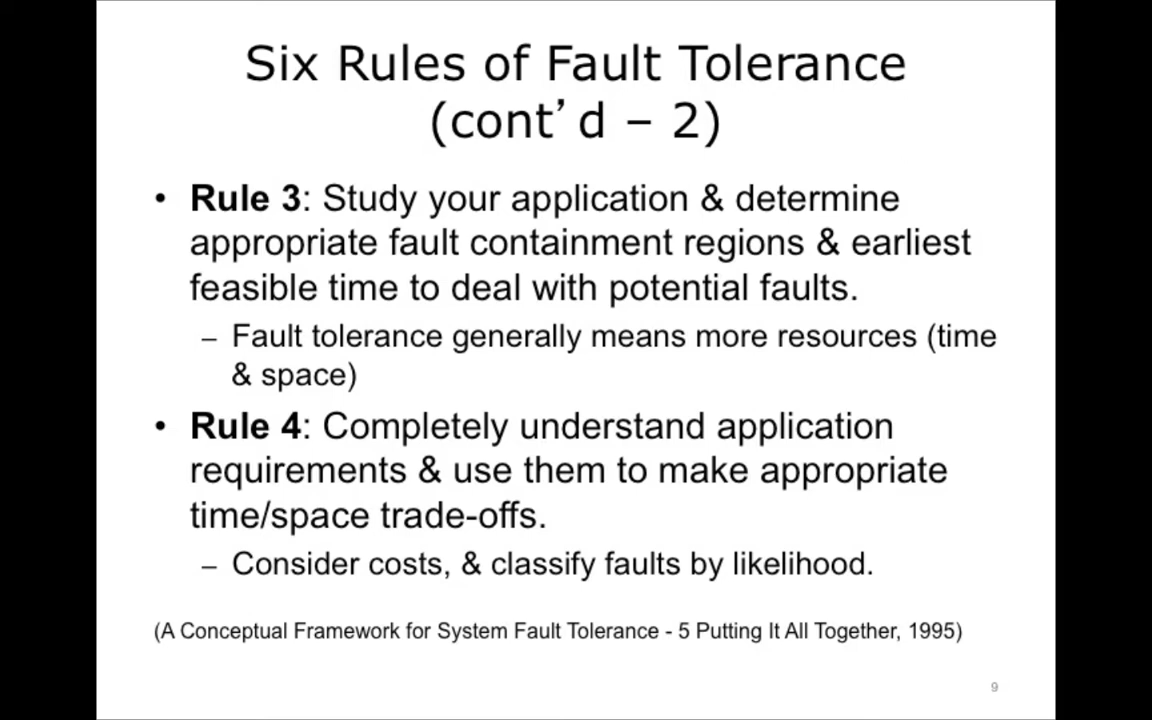 Six Rules of Fault Tolerance
(cont’d – 2)
• Rule 3: Study your application & determine
appropriate fault containment regions & earliest
feasible time to deal with potential faults.
– Fault tolerance generally means more resources (time
& space)
• Rule 4: Completely understand application
requirements & use them to make appropriate
time/space trade-offs.
– Consider costs, & classify faults by likelihood.
(A Conceptual Framework for System Fault Tolerance - 5 Putting It All Together, 1995)
9